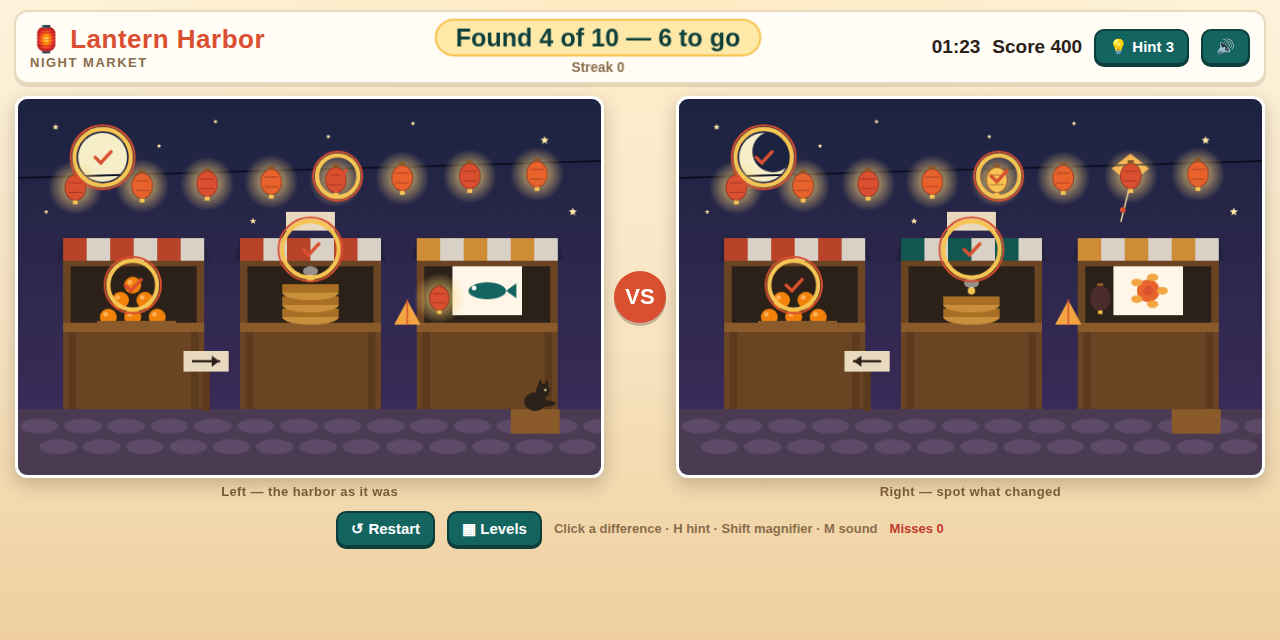 🏮 Lantern Harbor
NIGHT MARKET
Found 4 of 10 — 6 to go
Streak 0
01:23 Score 400
💡 Hint 3
🔊
VS
Left — the harbor as it was
Right — spot what changed
↺ Restart
▦ Levels
Click a difference · H hint · Shift magnifier · M sound
Misses 0